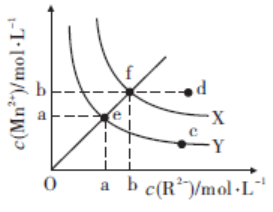 c(Mn²⁺)/mol·L⁻¹
f
b
d
X
a
e
c
Y
O
a
b
c(R²⁻)/mol·L⁻¹